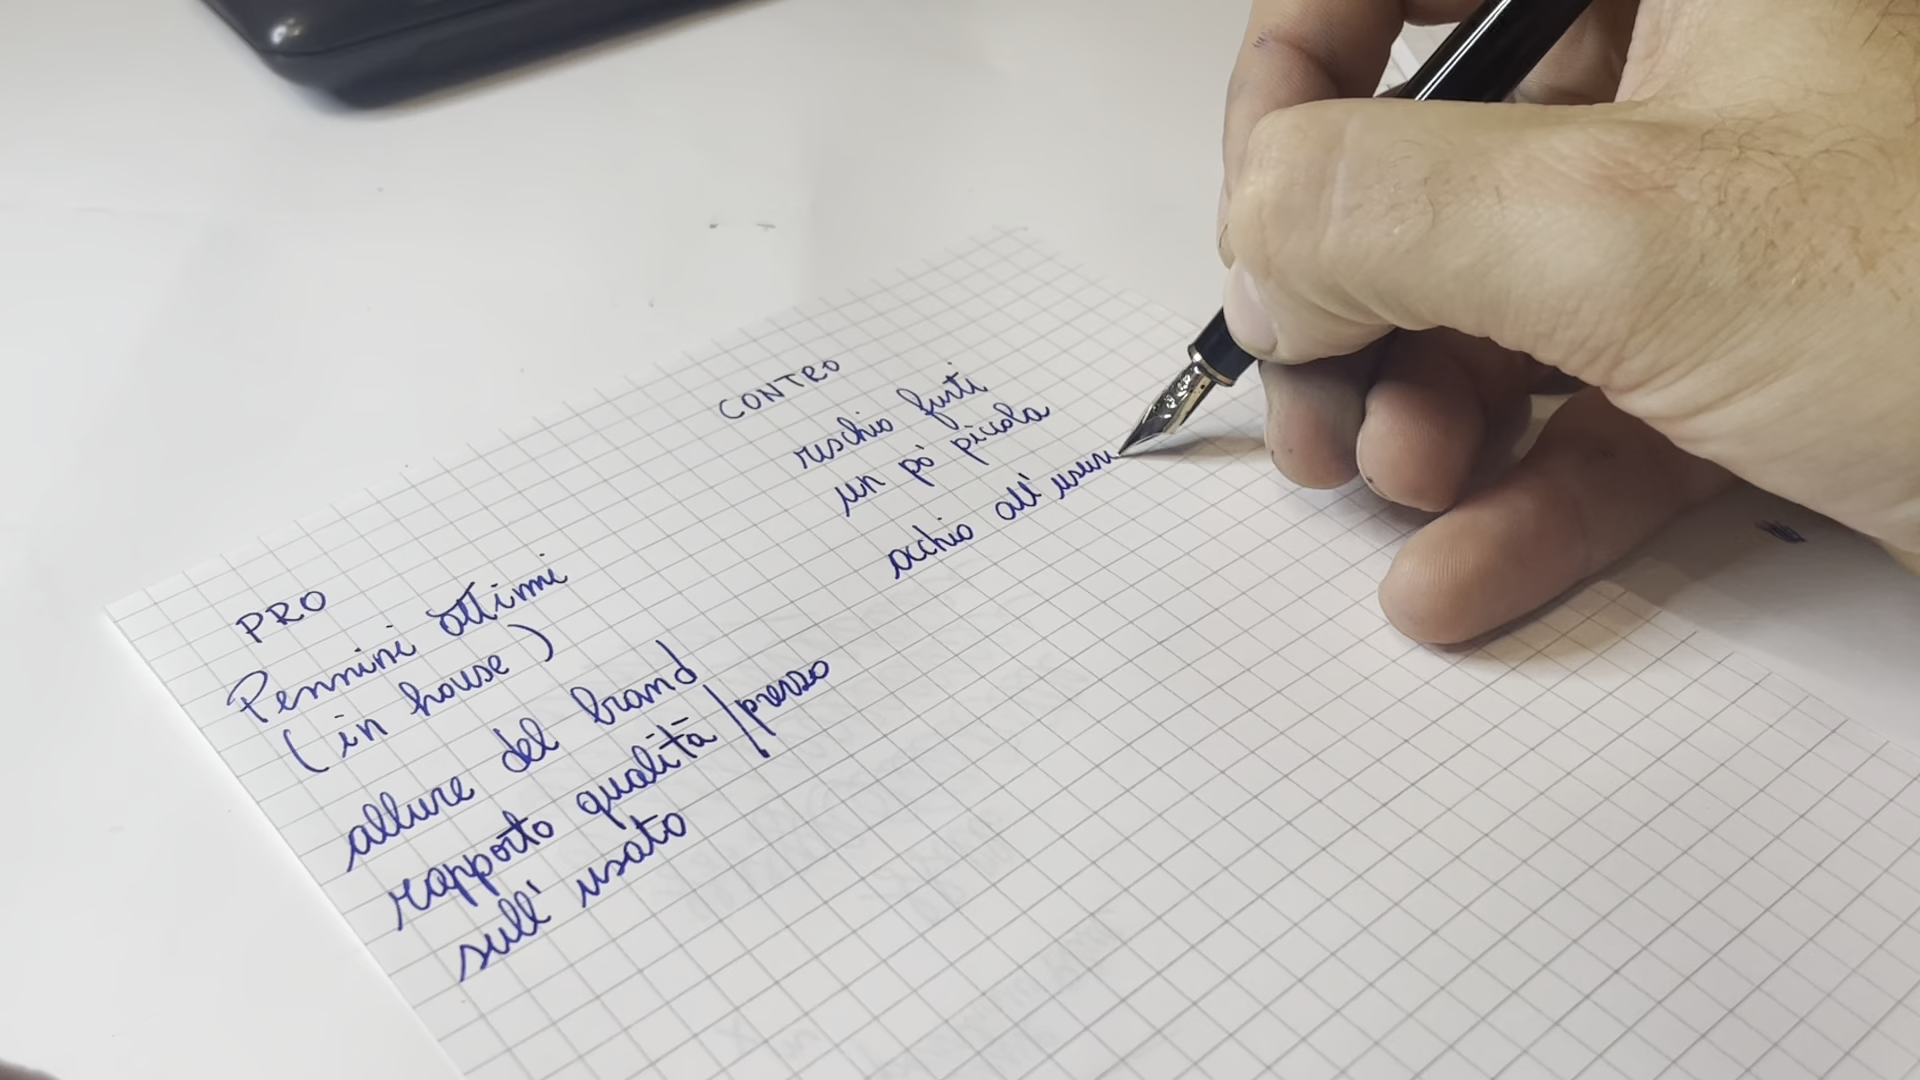 PRO
Pennini ottimi
(in house)
allure del brand
rapporto qualità/prezzo
sull'usato
CONTRO
rischio furti
un pò piccola
occhio all'usur